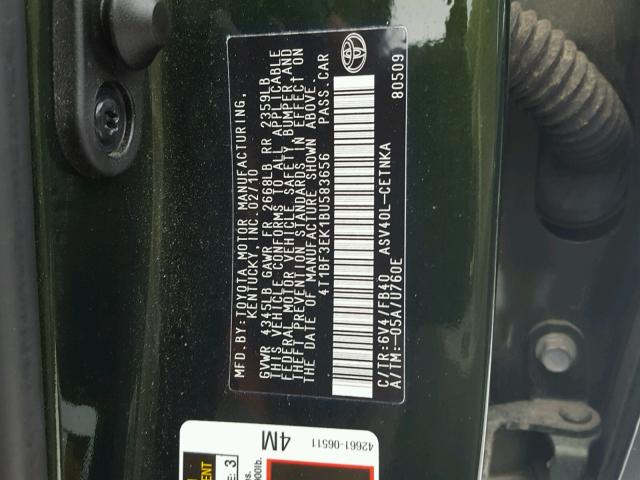 MFD. BY: TOYOTA MOTOR MANUFACTURING,
KENTUCKY, INC. 02/10
GVWR 4345LB GAWR FR 2668LB RR 2359LB
THIS VEHICLE CONFORMS TO ALL APPLICABLE
FEDERAL MOTOR VEHICLE SAFETY, BUMPER, AND
THEFT PREVENTION STANDARDS IN EFFECT ON
THE DATE OF MANUFACTURE SHOWN ABOVE.
4T1BF3EK1BU583656 PASS. CAR
C/TR: 6V4/FB40 ASV40L-CETNKA
A/TM: -05A/U760E
80509
42661-06511
4M